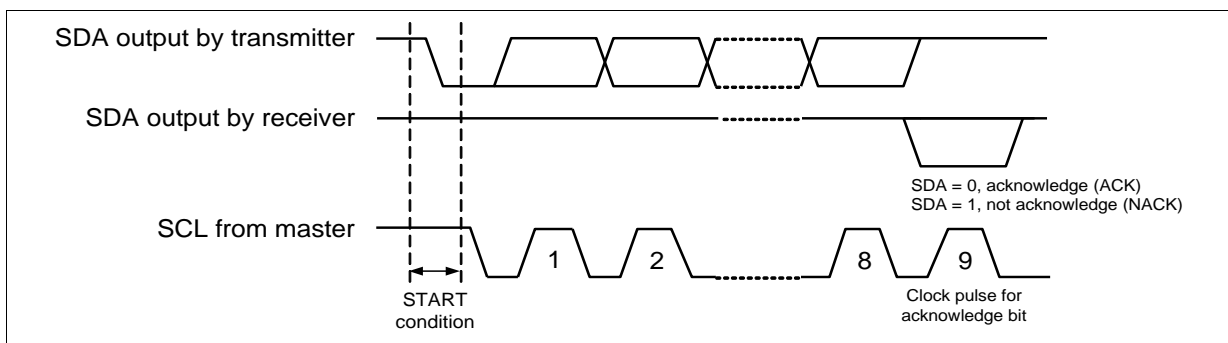 SDA output by transmitter
SDA output by receiver
SDA = 0, acknowledge (ACK)
SDA = 1, not acknowledge (NACK)
SCL from master
1
2
8
9
START
condition
Clock pulse for
acknowledge bit